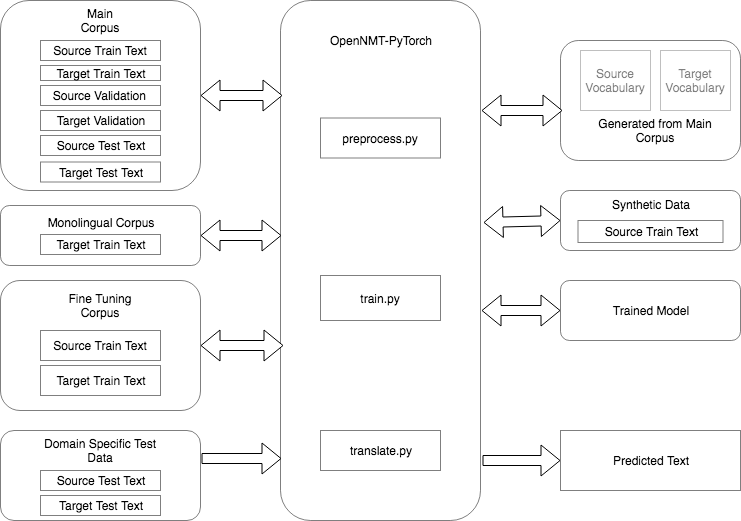 Main
Corpus
Source Train Text
Target Train Text
Source Validation
Target Validation
Source Test Text
Target Test Text
Monolingual Corpus
Target Train Text
Fine Tuning
Corpus
Source Train Text
Target Train Text
Domain Specific Test
Data
Source Test Text
Target Test Text
OpenNMT-PyTorch
preprocess.py
train.py
translate.py
Source
Vocabulary
Target
Vocabulary
Generated from Main
Corpus
Synthetic Data
Source Train Text
Trained Model
Predicted Text